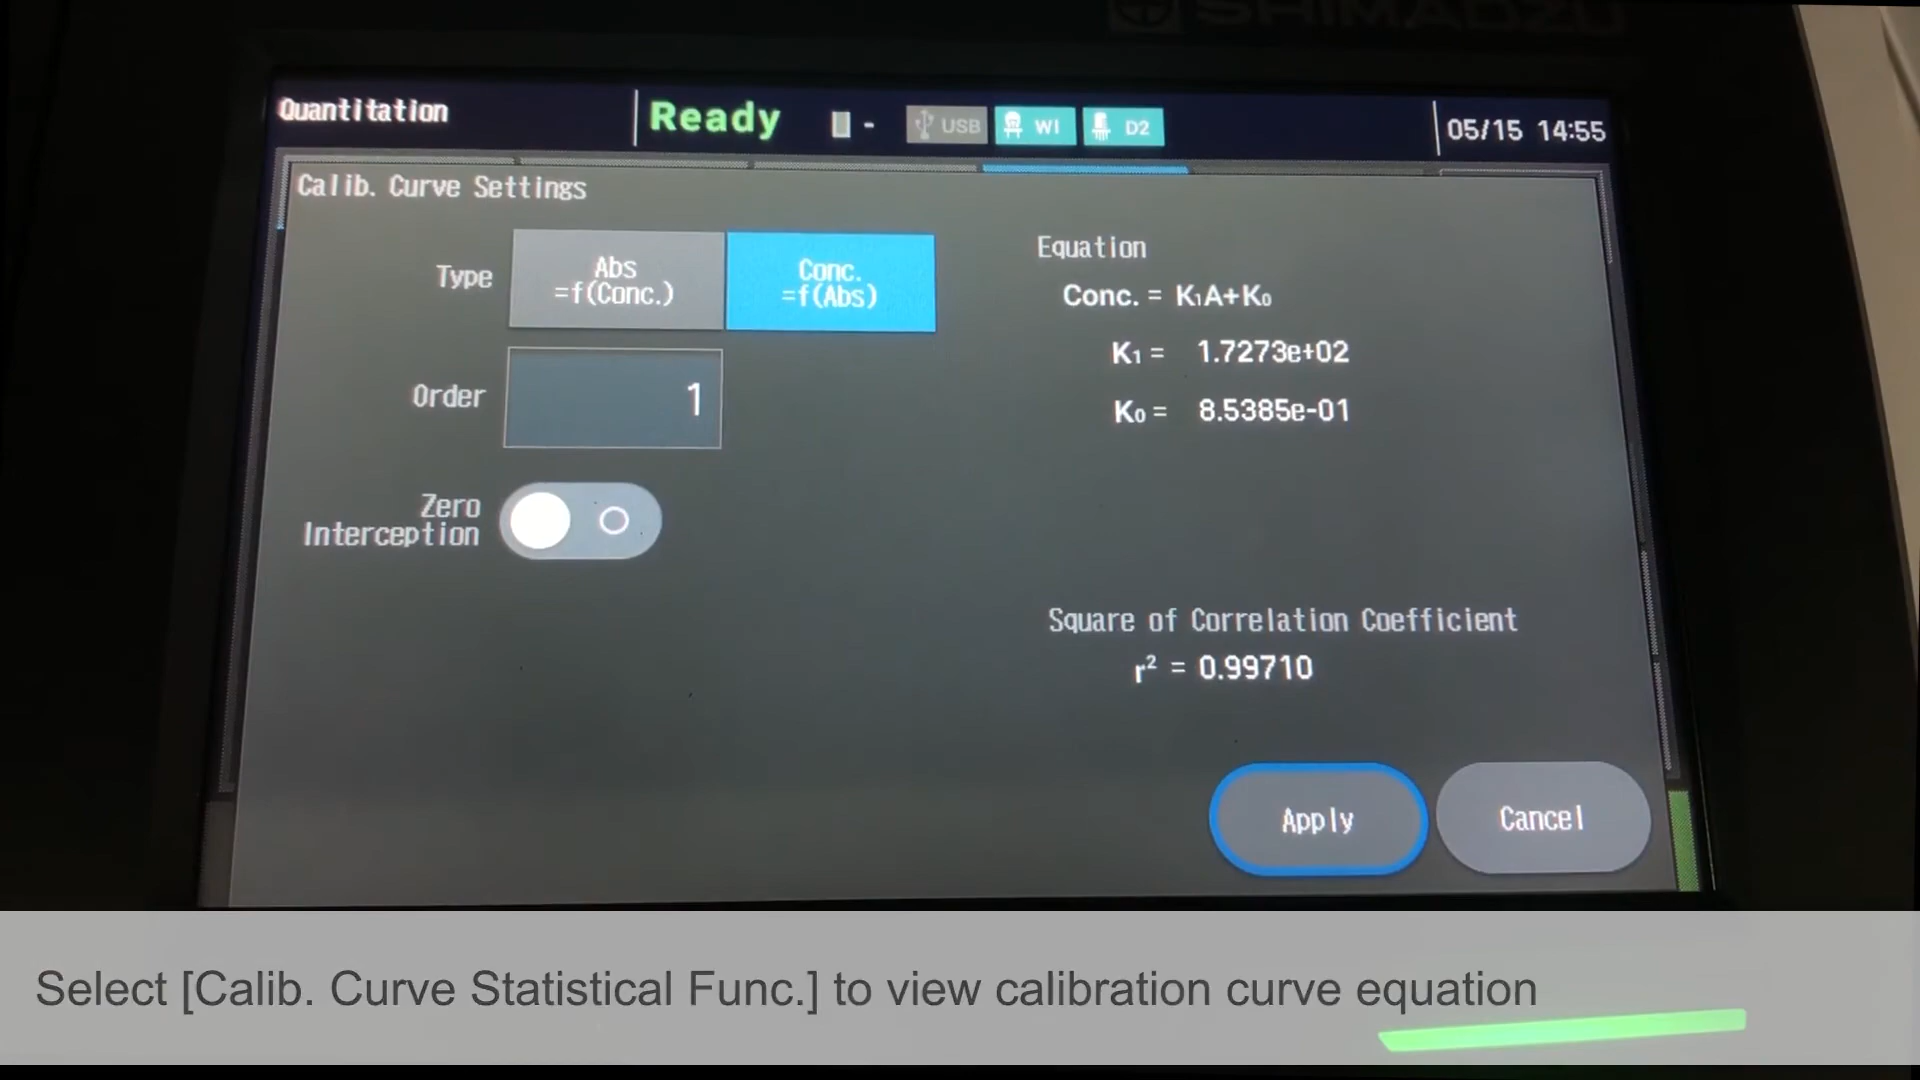 SHIMADZU
Quantitation
Ready
-
USB
WI
D2
05/15 14:55
Calib. Curve Settings
Type
Abs
=f(Conc.)
Conc.
=f(Abs)
Order
1
Zero
Interception
Equation
Conc. = K₁A+K₀
K₁ = 1.7273e+02
K₀ = 8.5385e-01
Square of Correlation Coefficient
r² = 0.99710
Apply
Cancel
Select [Calib. Curve Statistical Func.] to view calibration curve equation